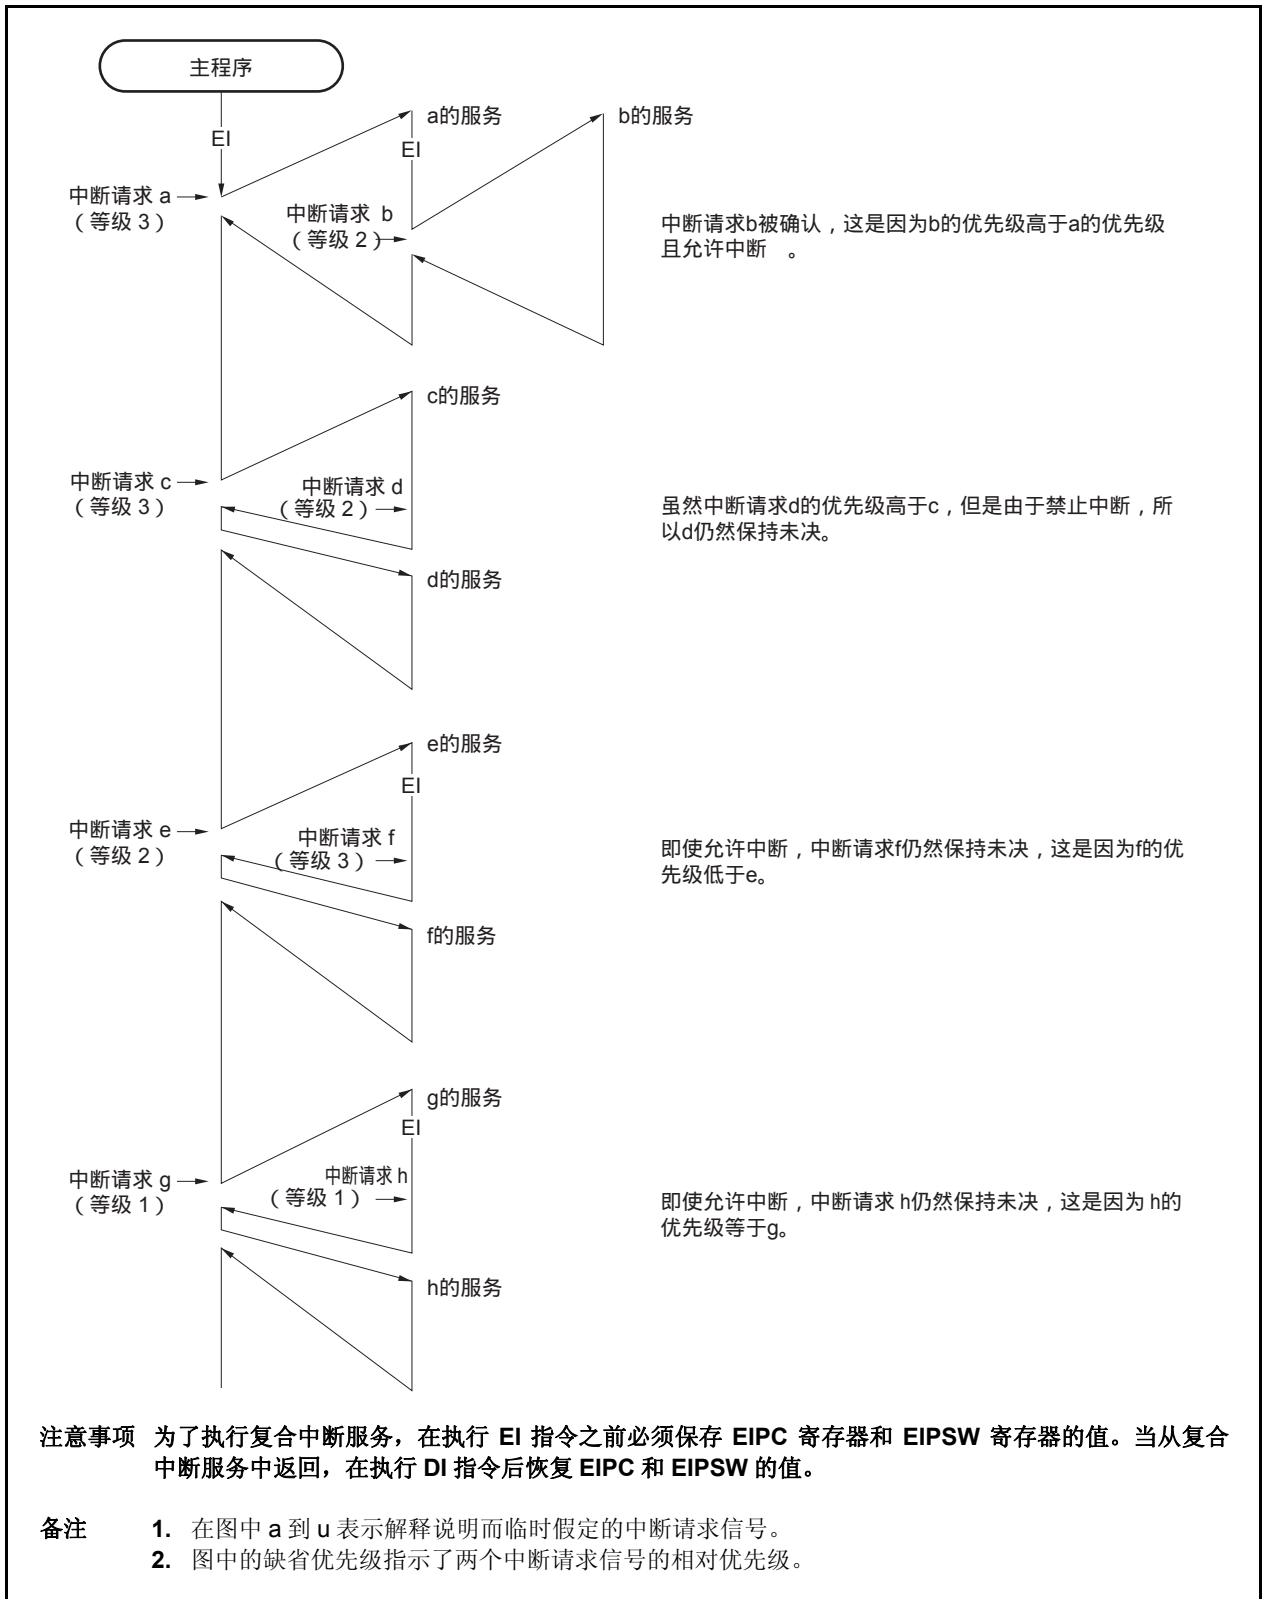 主程序
EI
a的服务
b的服务
EI
中断请求 a
（等级 3）
中断请求 b
（等级 2）
中断请求b被确认，这是因为b的优先级高于a的优先级
且允许中断 。
c的服务
中断请求 c
（等级 3）
中断请求 d
（等级 2）
虽然中断请求d的优先级高于c，但是由于禁止中断，所
以d仍然保持未决。
d的服务
e的服务
EI
中断请求 e
（等级 2）
中断请求 f
（等级 3）
即使允许中断，中断请求f仍然保持未决，这是因为f的优
先级低于e。
f的服务
g的服务
EI
中断请求 g
（等级 1）
中断请求 h
（等级 1）
即使允许中断，中断请求 h仍然保持未决，这是因为 h的
优先级等于g。
h的服务
注意事项 为了执行复合中断服务，在执行 EI 指令之前必须保存 EIPC 寄存器和 EIPSW 寄存器的值。当从复合
中断服务中返回，在执行 DI 指令后恢复 EIPC 和 EIPSW 的值。
备注 1. 在图中 a 到 u 表示解释说明而临时假定的中断请求信号。
2. 图中的缺省优先级指示了两个中断请求信号的相对优先级。